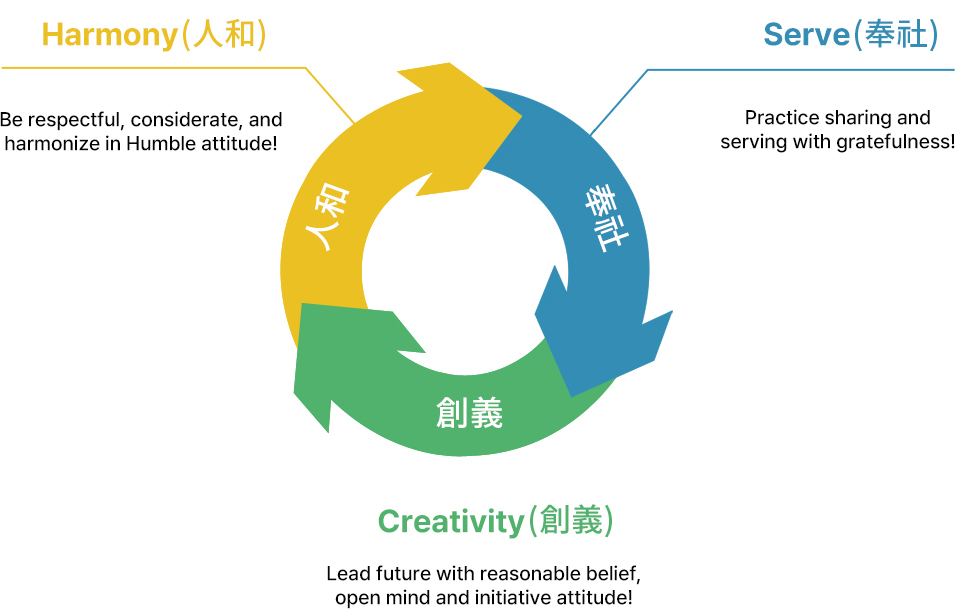 Harmony(人和)
Be respectful, considerate, and
harmonize in Humble attitude!
Serve(奉社)
Practice sharing and
serving with gratefulness!
人和
奉社
創義
Creativity(創義)
Lead future with reasonable belief,
open mind and initiative attitude!